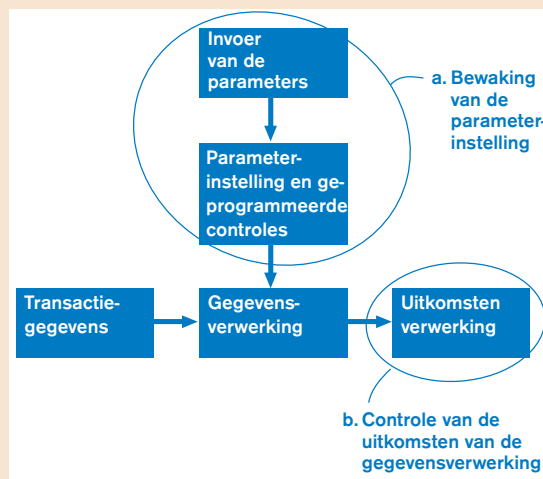 Invoer
van de
parameters
a. Bewaking
van de
parameter-
instelling
Parameter-
instelling en ge-
programmeerde
controles
Transactie-
gegevens
Gegevens-
verwerking
Uitkomsten
verwerking
b. Controle van de
uitkomsten van de
gegevensverwerking